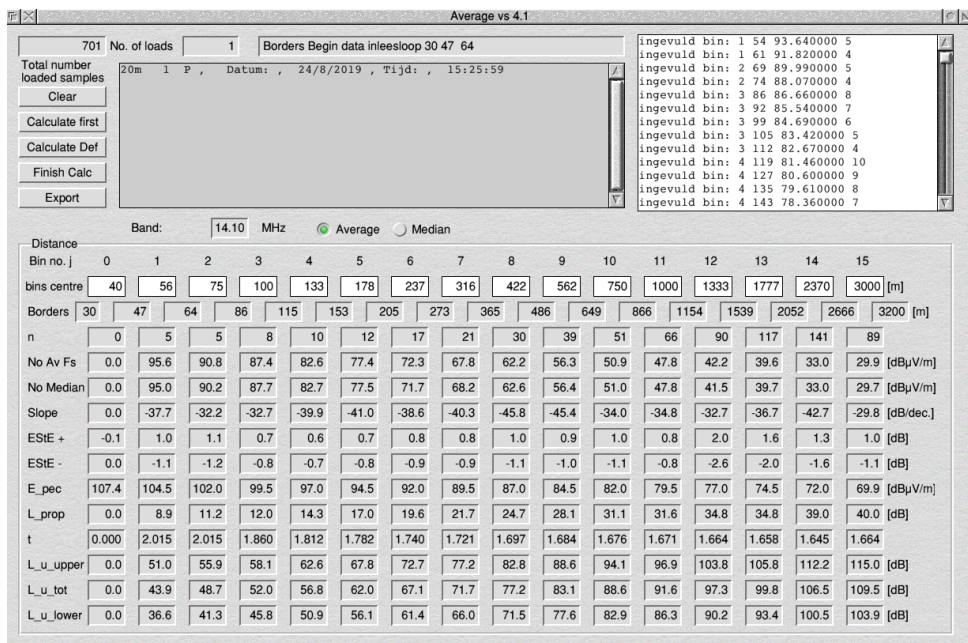 Average vs 4.1
701 No. of loads 1 Borders Begin data inleesloop 30 47 64
Total number
loaded samples
Clear
Calculate first
Calculate Def
Finish Calc
Export
20m 1 P , Datum: , 24/8/2019 , Tijd: , 15:25:59
ingevuld bin: 1 54 93.640000 5
ingevuld bin: 1 61 91.820000 4
ingevuld bin: 2 69 89.990000 5
ingevuld bin: 2 74 88.070000 4
ingevuld bin: 3 86 86.660000 8
ingevuld bin: 3 92 85.540000 7
ingevuld bin: 3 99 84.690000 6
ingevuld bin: 3 105 83.420000 5
ingevuld bin: 3 112 82.670000 4
ingevuld bin: 4 119 81.460000 10
ingevuld bin: 4 127 80.600000 9
ingevuld bin: 4 135 79.610000 8
ingevuld bin: 4 143 78.360000 7
Band: 14.10 MHz Average Median
Distance
Bin no. j 0 1 2 3 4 5 6 7 8 9 10 11 12 13 14 15
bins centre 40 56 75 100 133 178 237 316 422 562 750 1000 1333 1777 2370 3000 [m]
Borders 30 47 64 86 115 153 205 273 365 486 649 866 1154 1539 2052 2666 3200 [m]
n 0 5 5 8 10 12 17 21 30 39 51 66 90 117 141 89
No Av Fs 0.0 95.6 90.8 87.4 82.6 77.4 72.3 67.8 62.2 56.3 50.9 47.8 42.2 39.6 33.0 29.9 [dBµV/m]
No Median 0.0 95.0 90.2 87.7 82.7 77.5 71.7 68.2 62.6 56.4 51.0 47.8 41.5 39.7 33.0 29.7 [dBµV/m]
Slope 0.0 -37.7 -32.2 -32.7 -39.9 -41.0 -38.6 -40.3 -45.8 -45.4 -34.0 -34.8 -32.7 -36.7 -42.7 -29.8 [dB/dec.]
EStE + -0.1 1.0 1.1 0.7 0.6 0.7 0.8 0.8 1.0 0.9 1.0 0.8 2.0 1.6 1.3 1.0 [dB]
EStE - 0.0 -1.1 -1.2 -0.8 -0.7 -0.8 -0.9 -0.9 -1.1 -1.0 -1.1 -0.8 -2.6 -2.0 -1.6 -1.1 [dB]
E_pec 107.4 104.5 102.0 99.5 97.0 94.5 92.0 89.5 87.0 84.5 82.0 79.5 77.0 74.5 72.0 69.9 [dBµV/m]
L_prop 0.0 8.9 11.2 12.0 14.3 17.0 19.6 21.7 24.7 28.1 31.1 31.6 34.8 34.8 39.0 40.0 [dB]
t 0.000 2.015 2.015 1.860 1.812 1.782 1.740 1.721 1.697 1.684 1.676 1.671 1.664 1.658 1.645 1.664
L_u_upper 0.0 51.0 55.9 58.1 62.6 67.8 72.7 77.2 82.8 88.6 94.1 96.9 103.8 105.8 112.2 115.0 [dB]
L_u_tot 0.0 43.9 48.7 52.0 56.8 62.0 67.1 71.7 77.2 83.1 88.6 91.6 97.3 99.8 106.5 109.5 [dB]
L_u_lower 0.0 36.6 41.3 45.8 50.9 56.1 61.4 66.0 71.5 77.6 82.9 86.3 90.2 93.4 100.5 103.9 [dB]